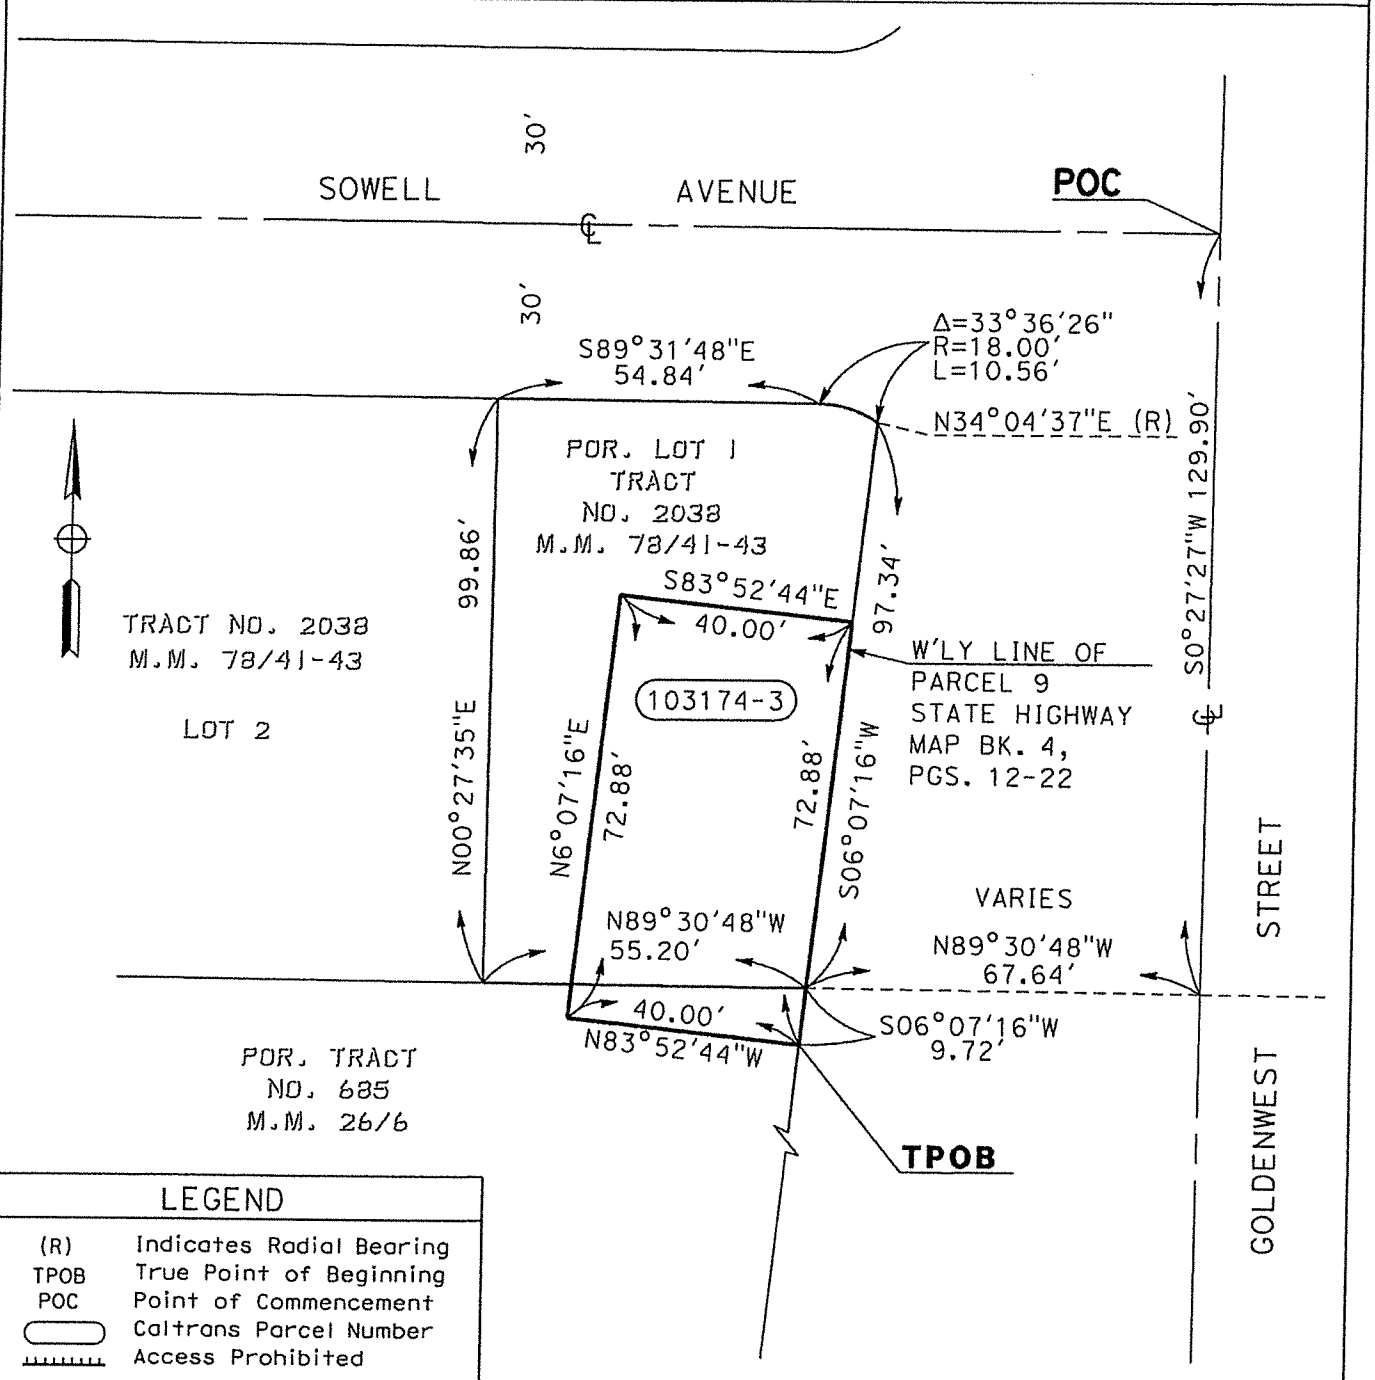 30'
SOWELL AVENUE
POC
℄
30'
Δ=33°36'26"
R=18.00'
L=10.56'
S89°31'48"E
54.84'
N34°04'37"E (R)
S0°27'27"W 129.90'
POR. LOT 1
TRACT
NO. 2038
M.M. 78/41-43
99.86'
N00°27'35"E
S83°52'44"E
40.00'
97.34'
TRACT NO. 2038
M.M. 78/41-43
LOT 2
103174-3
W'LY LINE OF
PARCEL 9
STATE HIGHWAY
MAP BK. 4,
PGS. 12-22
℄
N6°07'16"E
72.88'
72.88'
S06°07'16"W
VARIES
N89°30'48"W
55.20'
N89°30'48"W
67.64'
40.00'
N83°52'44"W
S06°07'16"W
9.72'
GOLDENWEST STREET
POR. TRACT
NO. 685
M.M. 26/6
TPOB
LEGEND
(R) Indicates Radial Bearing
TPOB True Point of Beginning
POC Point of Commencement
Caltrans Parcel Number
Access Prohibited